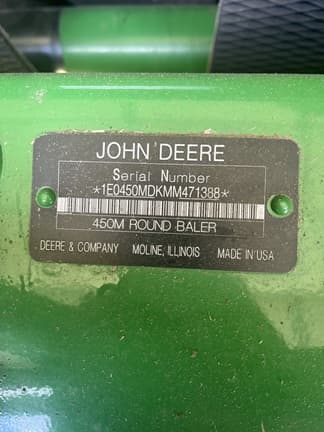 JOHN DEERE
Serial Number
*1E0450MDKMM471388*
450M ROUND BALER
DEERE & COMPANY MOLINE, ILLINOIS MADE IN USA